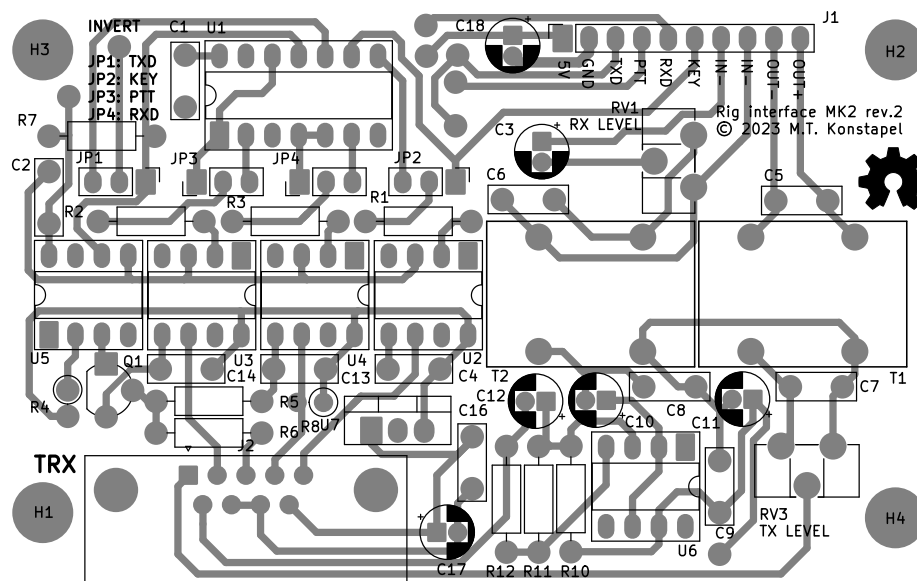 INVERT
JP1: TXD
JP2: KEY
JP3: PTT
JP4: RXD
H3
C1
U1
C18
J1
H2
5V
GND
TXD
PTT
RXD
KEY
IN-
IN-
OUT-
OUT+
Rig interface MK2 rev.2
© 2023 M.T. Konstapel
RV1
RX LEVEL
C3
R7
C2
JP1
JP3
JP4
JP2
C6
C5
R2
R3
R1
U5
Q1
U3
C14
U4
C13
U2
C4
T2
T1
R4
R5
R6
R8
U7
J2
C12
C10
C8
C11
C7
C16
TRX
H1
C17
R12
R11
R10
U6
C9
RV3
TX LEVEL
H4